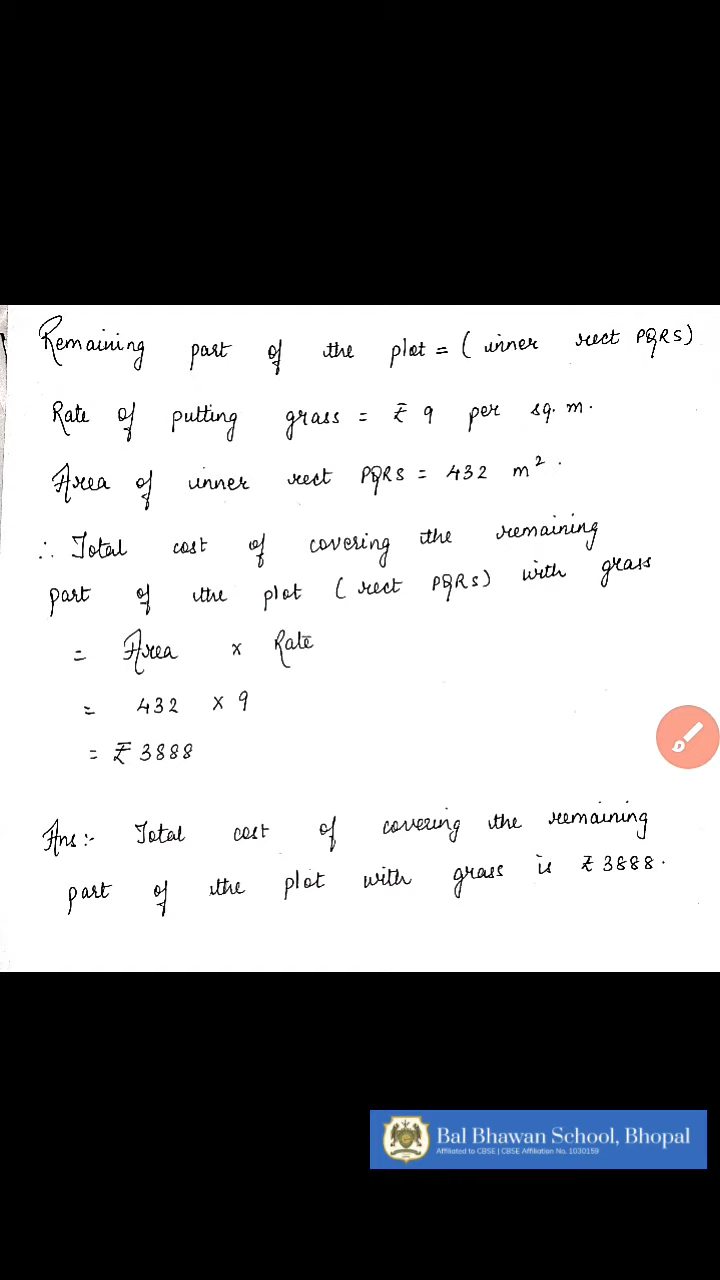 Remaining part of the plot = ( inner rect PQRS)
Rate of putting grass = ₹ 9 per sq. m.
Area of inner rect PQRS = 432 m².
∴ Total cost of covering the remaining
part of the plot ( rect PQRS) with grass
= Area x Rate
= 432 x 9
= ₹ 3888
Ans :- Total cost of covering the remaining
part of the plot with grass is ₹ 3888.
Bal Bhawan School, Bhopal
Affiliated to CBSE | CBSE Affiliation No. 1030159